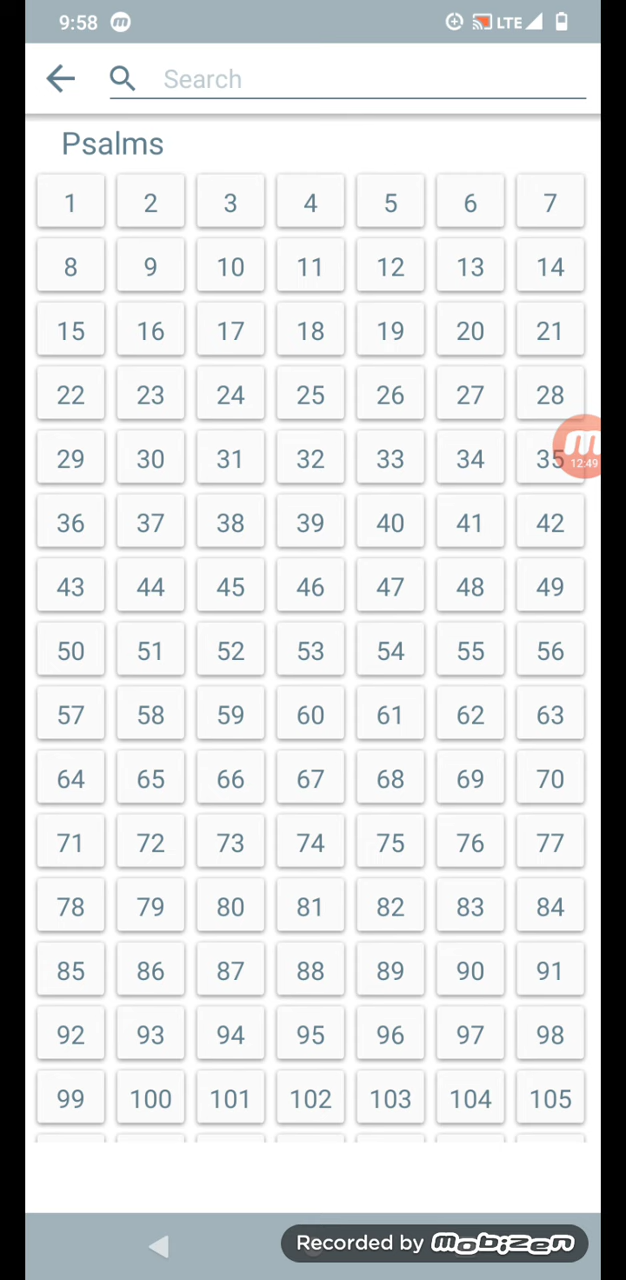 9:58 LTE
Search
Psalms
1 2 3 4 5 6 7
8 9 10 11 12 13 14
15 16 17 18 19 20 21
22 23 24 25 26 27 28
29 30 31 32 33 34 35
12:49
36 37 38 39 40 41 42
43 44 45 46 47 48 49
50 51 52 53 54 55 56
57 58 59 60 61 62 63
64 65 66 67 68 69 70
71 72 73 74 75 76 77
78 79 80 81 82 83 84
85 86 87 88 89 90 91
92 93 94 95 96 97 98
99 100 101 102 103 104 105
Recorded by mobizen